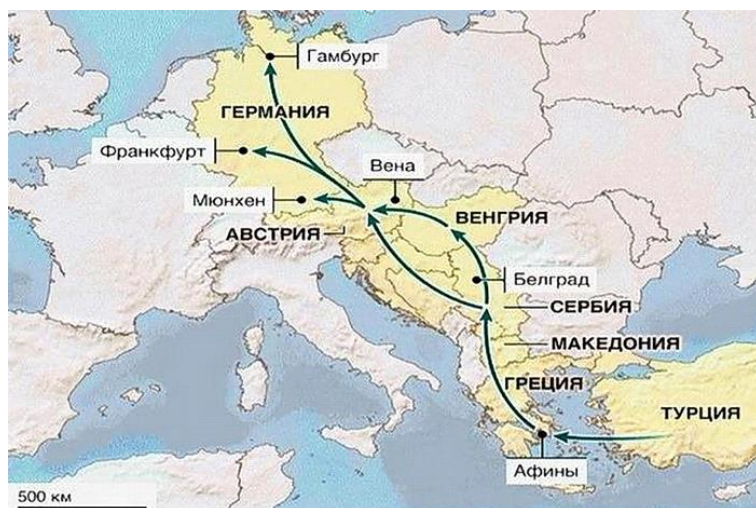 Гамбург
ГЕРМАНИЯ
Франкфурт
Вена
Мюнхен
ВЕНГРИЯ
АВСТРИЯ
Белград
СЕРБИЯ
МАКЕДОНИЯ
ГРЕЦИЯ
ТУРЦИЯ
Афины
500 км